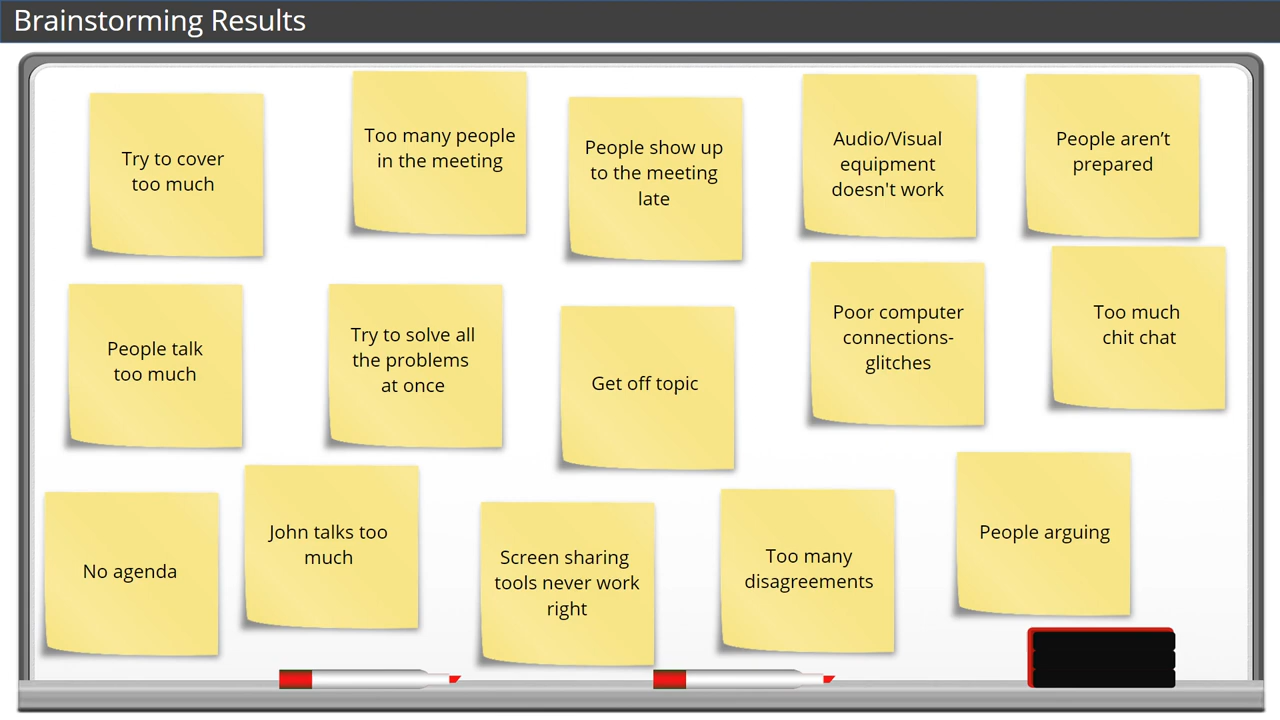 Brainstorming Results
Try to cover
too much
Too many people
in the meeting
People show up
to the meeting
late
Audio/Visual
equipment
doesn't work
People aren’t
prepared
People talk
too much
Try to solve all
the problems
at once
Get off topic
Poor computer
connections-
glitches
Too much
chit chat
No agenda
John talks too
much
Screen sharing
tools never work
right
Too many
disagreements
People arguing